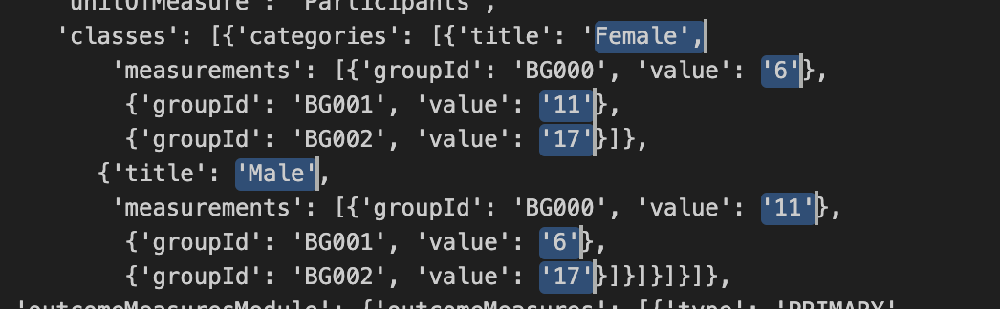 'unitOfMeasure': 'Participants',
'classes': [{'categories': [{'title': 'Female',
'measurements': [{'groupId': 'BG000', 'value': '6'},
{'groupId': 'BG001', 'value': '11'},
{'groupId': 'BG002', 'value': '17'}]},
{'title': 'Male',
'measurements': [{'groupId': 'BG000', 'value': '11'},
{'groupId': 'BG001', 'value': '6'},
{'groupId': 'BG002', 'value': '17'}]}]}]}]},
'outcomeMeasuresModule': {'outcomeMeasures': [{'type': 'PRIMARY'